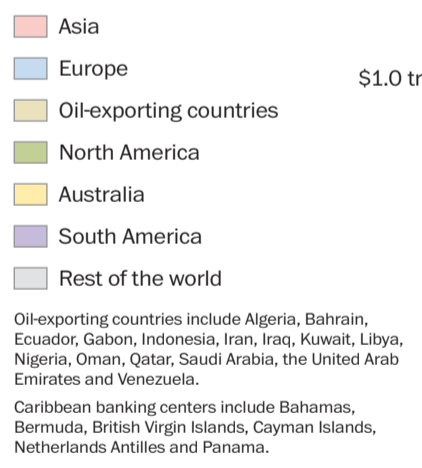 Asia
Europe
$1.0 tr
Oil-exporting countries
North America
Australia
South America
Rest of the world
Oil-exporting countries include Algeria, Bahrain,
Ecuador, Gabon, Indonesia, Iran, Iraq, Kuwait, Libya,
Nigeria, Oman, Qatar, Saudi Arabia, the United Arab
Emirates and Venezuela.
Caribbean banking centers include Bahamas,
Bermuda, British Virgin Islands, Cayman Islands,
Netherlands Antilles and Panama.